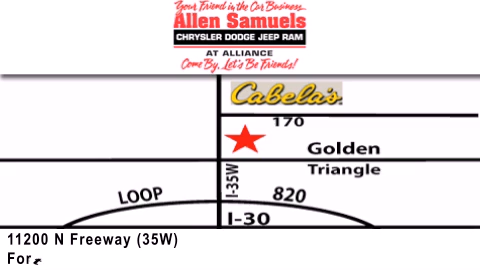 Your Friend in the Car Business
Allen Samuels
CHRYSLER DODGE JEEP RAM
AT ALLIANCE
Come By, Let's Be Friends!
Cabela's
170
Golden
Triangle
I-35W
LOOP 820
I-30
11200 N Freeway (35W)
For